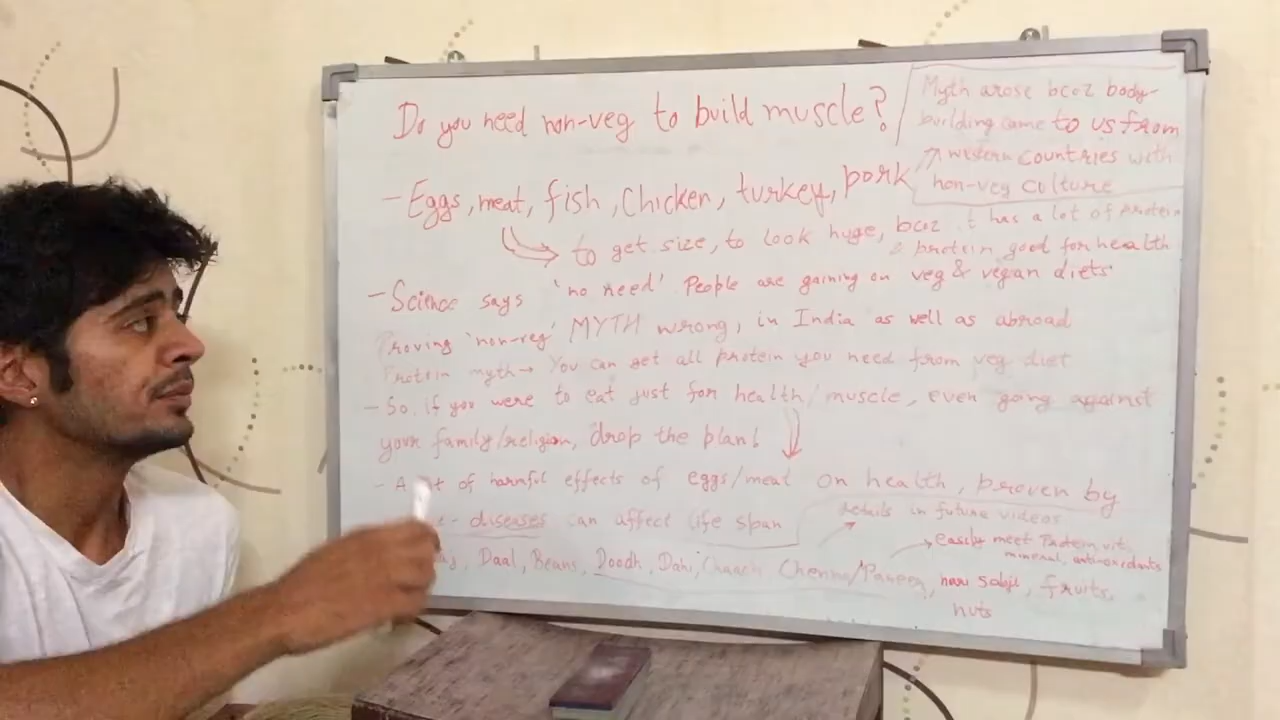 Do you need non-veg to build muscle?
Myth arose bcoz body-
building came to us from
western countries with
non-veg culture
- Eggs, meat, fish, Chicken, turkey, pork
to get size, to look huge, bcoz it has a lot of protein
& protein good for health
- Science says 'no need'. People are gaining on veg & vegan diets.
Proving 'non-veg' MYTH wrong, in India as well as abroad
Protein myth → You can get all protein you need from veg diet
- So, if you were to eat just for health/muscle, even going against
your family/religion, drop the plan!
- A of harmful effects of eggs/meat on health, proven by
- diseases can affect life span
details in future videos
easily meet Protein, vit,
mineral, antioxidants
Daal, Beans, Doodh, Dahi, Chaach, Chenna/Paneer, hari sabji, fruits,
nuts